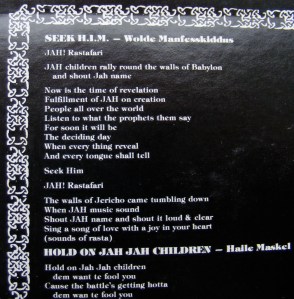 SEEK H.I.M. – Wolde Manfesskiddus
JAH! Rastafari
JAH children rally round the walls of Babylon
and shout Jah name
Now is the time of revelation
Fulfillment of JAH on creation
People all over the world
Listen to what the prophets them say
For soon it will be
The deciding day
When every thing reveal
And every tongue shall tell
Seek Him
JAH! Rastafari
The walls of Jericho came tumbling down
When JAH music sound
Shout JAH name and shout it loud & clear
Sing a song of love with a joy in your heart
(sounds of rasta)
HOLD ON JAH JAH CHILDREN – Haile Maskel
Hold on Jah Jah children
dem want te fool you
Cause the battle's getting hotta
dem wan te fool you